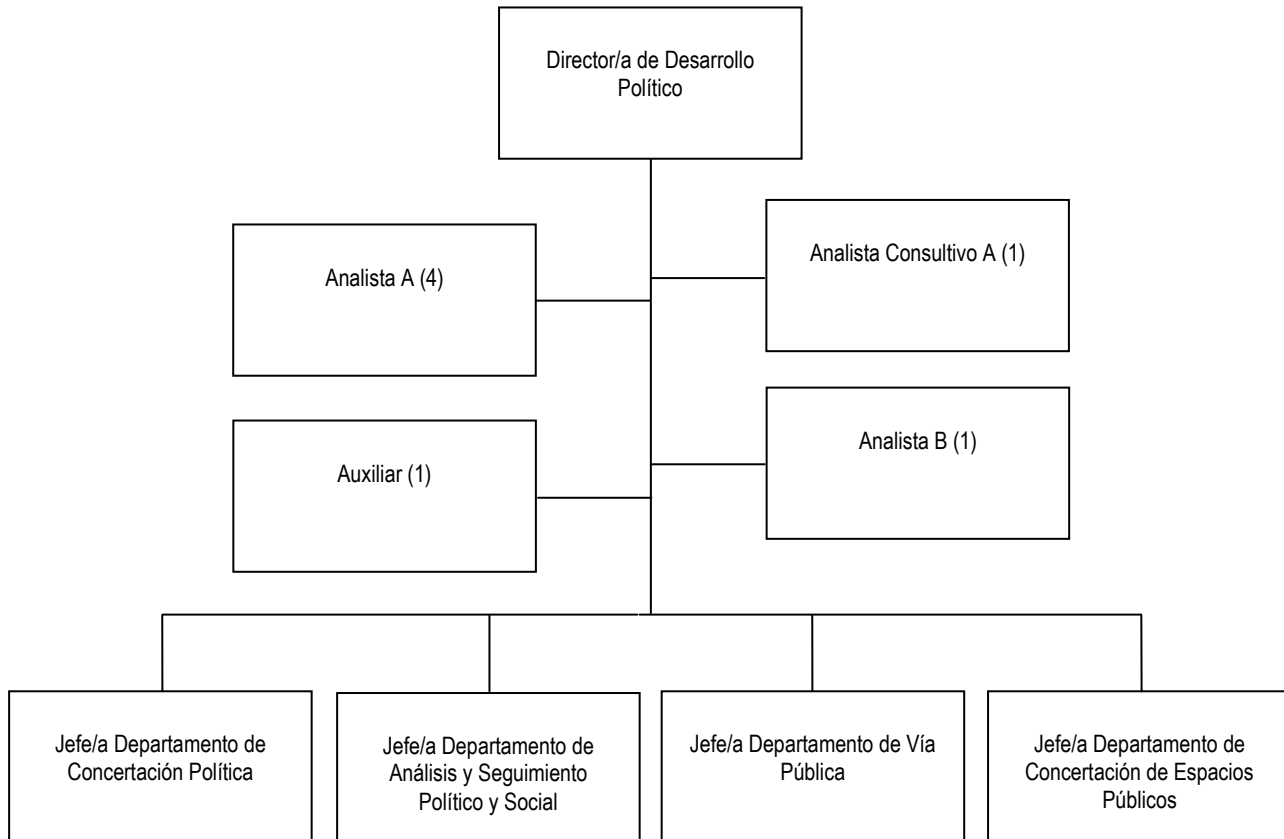 Director/a de Desarrollo
Político
Analista Consultivo A (1)
Analista A (4)
Analista B (1)
Auxiliar (1)
Jefe/a Departamento de
Concertación Política
Jefe/a Departamento de
Análisis y Seguimiento
Político y Social
Jefe/a Departamento de Vía
Pública
Jefe/a Departamento de
Concertación de Espacios
Públicos